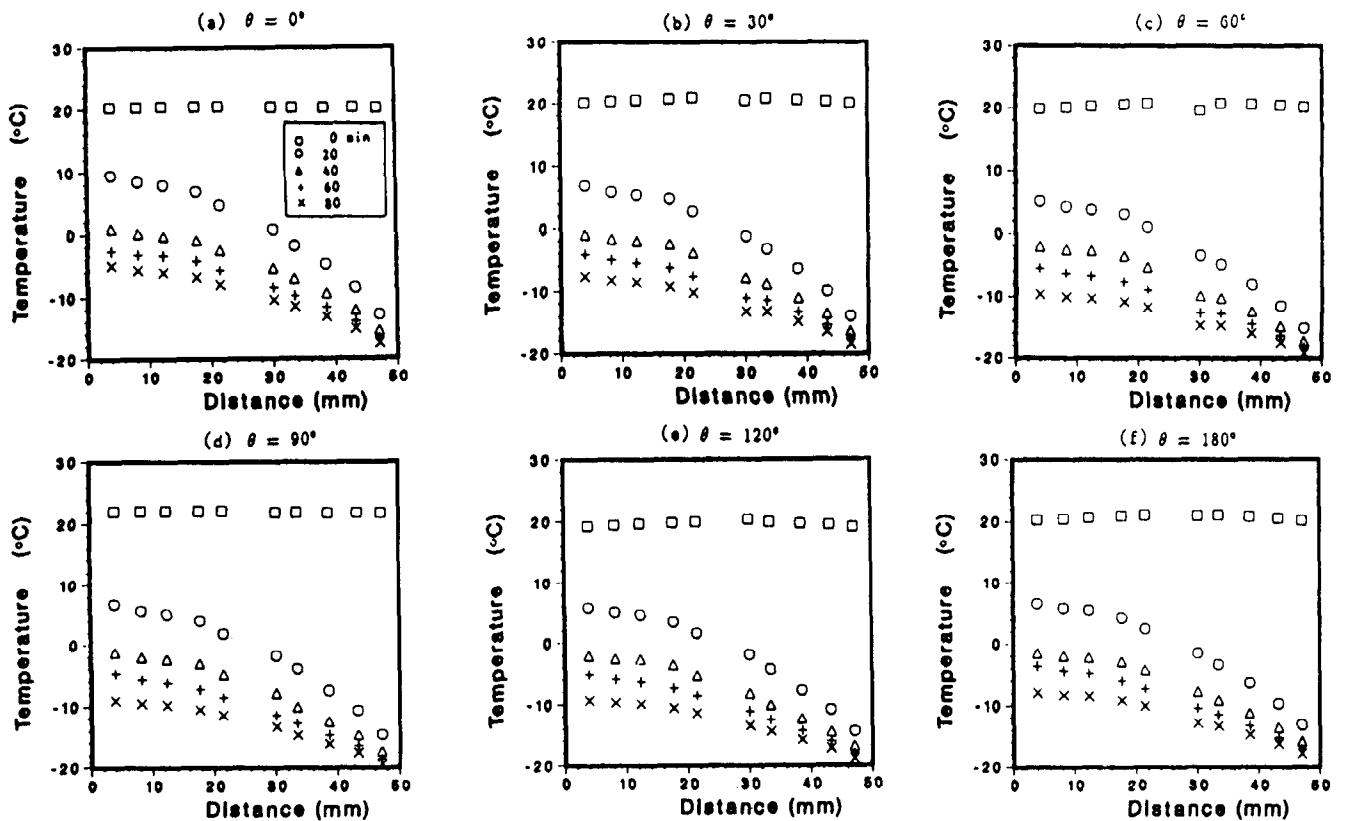 (a) θ = 0°
30
20
10
0
-10
-20
Temperature (°C)
□ 0 min
○ 20
△ 40
+ 60
× 80
0 10 20 30 40 50
Distance (mm)
(b) θ = 30°
30
20
10
0
-10
-20
Temperature (°C)
0 10 20 30 40 50
Distance (mm)
(c) θ = 60°
30
20
10
0
-10
-20
Temperature (°C)
0 10 20 30 40 50
Distance (mm)
(d) θ = 90°
30
20
10
0
-10
-20
Temperature (°C)
0 10 20 30 40 50
Distance (mm)
(e) θ = 120°
30
20
10
0
-10
-20
Temperature (°C)
0 10 20 30 40 50
Distance (mm)
(f) θ = 180°
30
20
10
0
-10
-20
Temperature (°C)
0 10 20 30 40 50
Distance (mm)